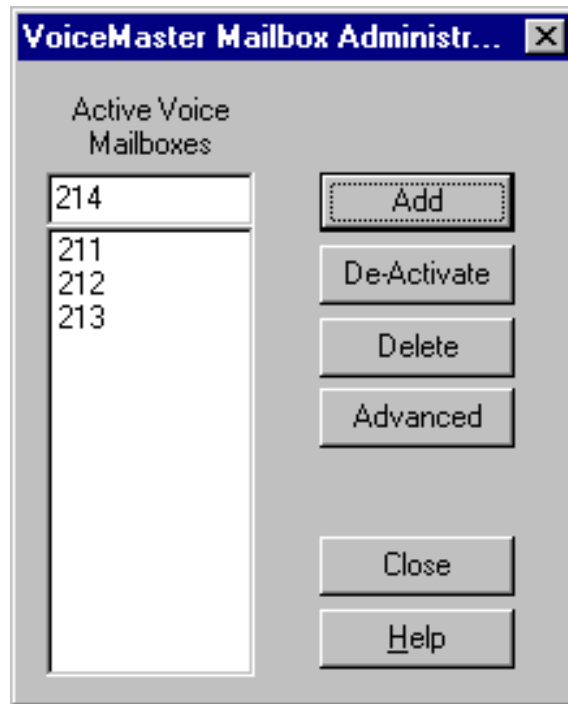 VoiceMaster Mailbox Administr...
Active Voice
Mailboxes
214
211
212
213
Add
De-Activate
Delete
Advanced
Close
Help